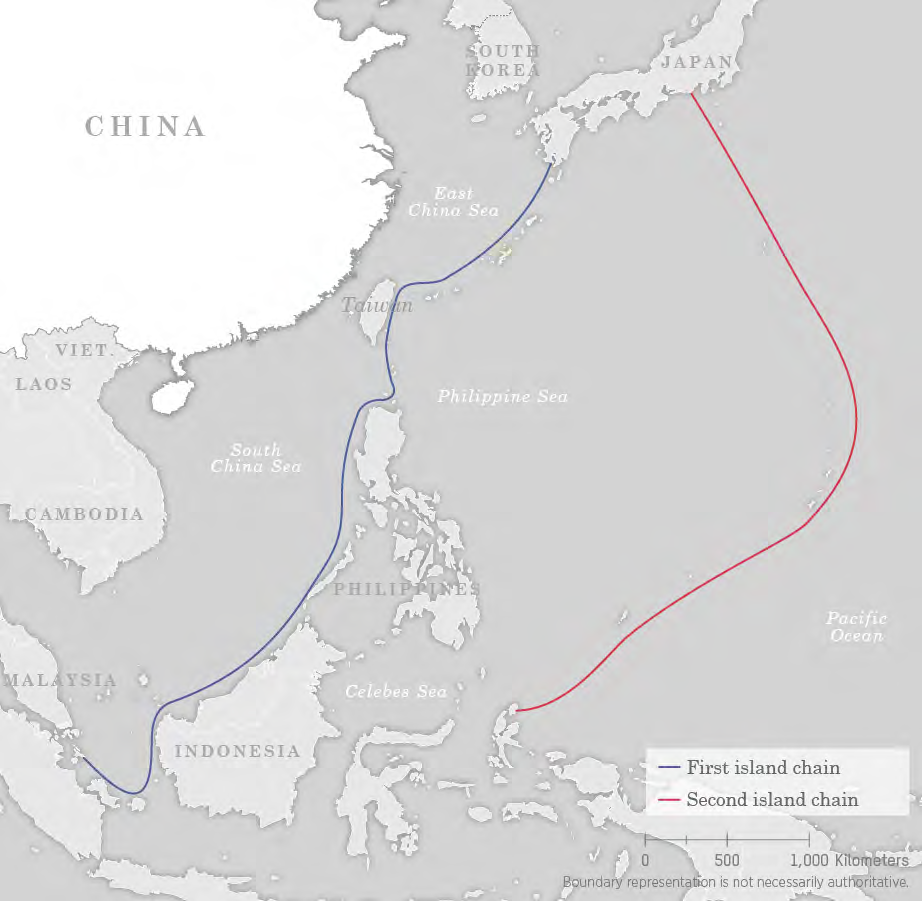 SOUTH
KOREA
JAPAN
CHINA
East
China Sea
Taiwan
VIET.
LAOS
Philippine Sea
South
China Sea
CAMBODIA
PHILIPPINES
Pacific
Ocean
MALAYSIA
Celebes Sea
INDONESIA
First island chain
Second island chain
0 500 1,000 Kilometers
Boundary representation is not necessarily authoritative.